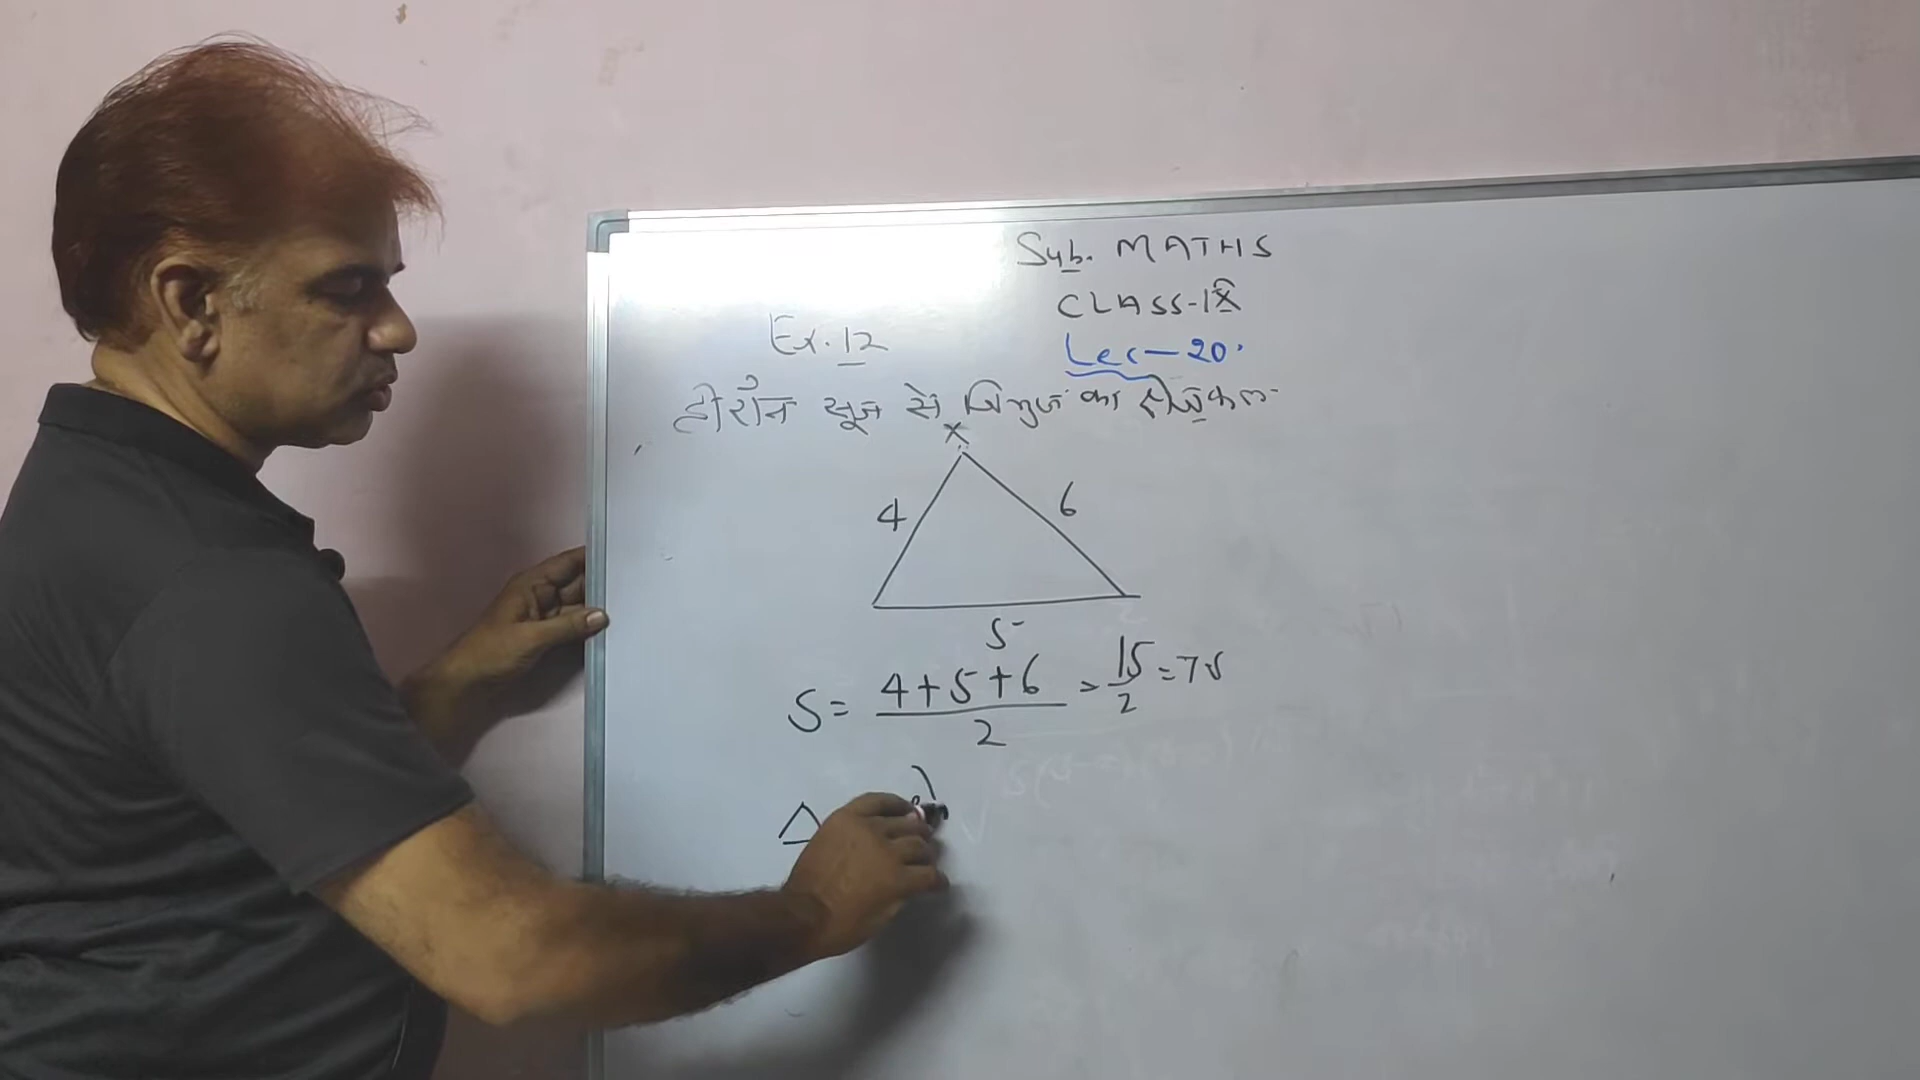 Sub. MATHS
CLASS-IX
Ex. 12
Lec-20
हीरोन सूत्र से त्रिभुज का क्षेत्रफल
4
6
5
S = 4+5+6 / 2 = 15/2 = 7.5
Δ